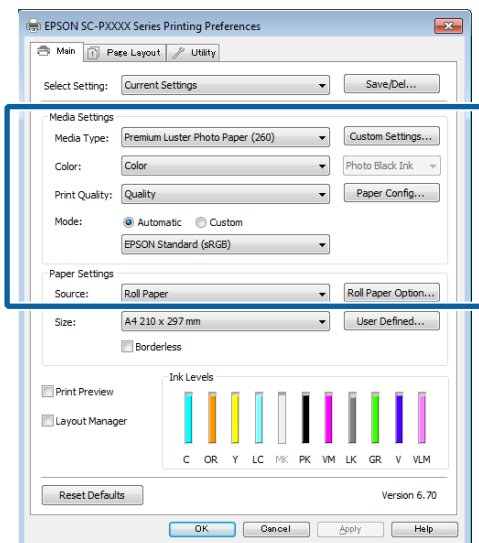 EPSON SC-PXXXX Series Printing Preferences
Main Page Layout Utility
Select Setting: Current Settings Save/Del...
Media Settings
Media Type: Premium Luster Photo Paper (260) Custom Settings...
Color: Color Photo Black Ink
Print Quality: Quality Paper Config...
Mode: Automatic Custom
EPSON Standard (sRGB)
Paper Settings
Source: Roll Paper Roll Paper Option...
Size: A4 210 x 297 mm User Defined...
Borderless
Ink Levels
Print Preview
Layout Manager
C OR Y LC MK PK VM LK GR V VLM
Reset Defaults Version 6.70
OK Cancel Apply Help